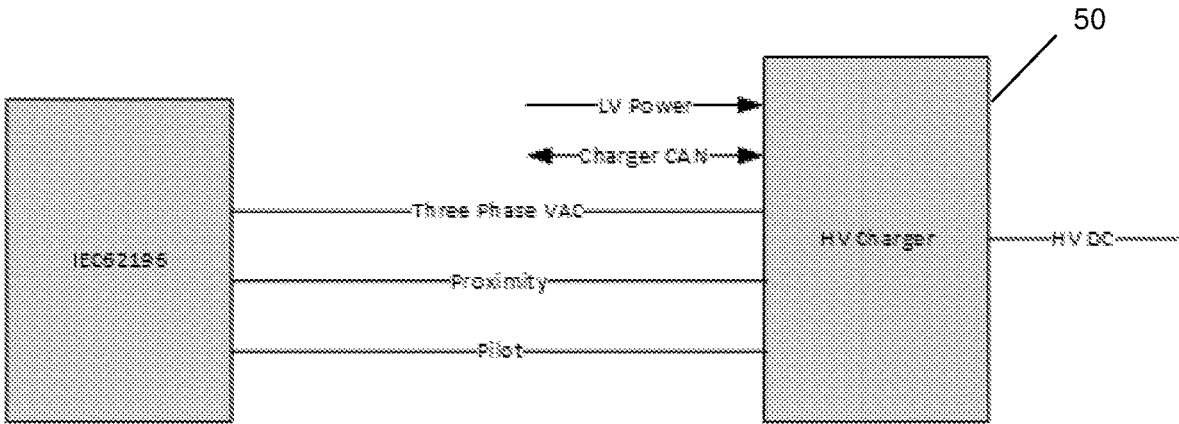 50
LV Power
Charger CAN
Three Phase VAC
IEC62196
HV Charger
HV DC
Proximity
Pilot